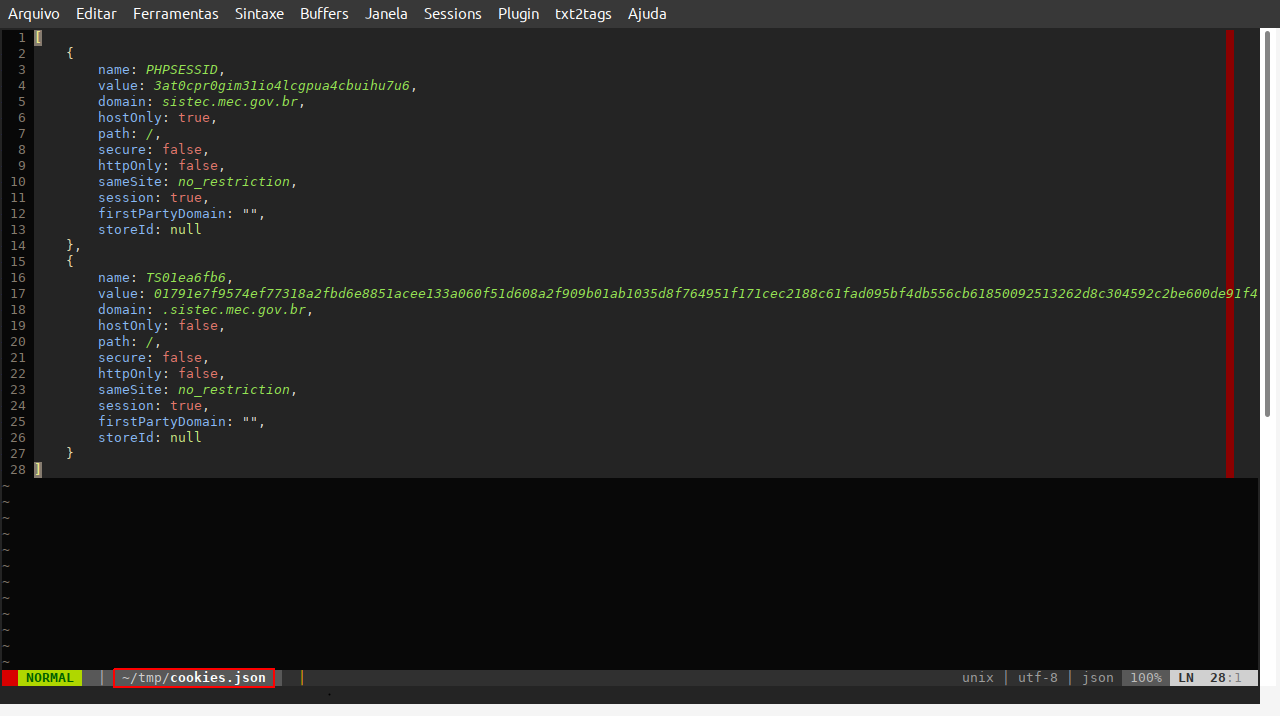 Arquivo Editar Ferramentas Sintaxe Buffers Janela Sessions Plugin txt2tags Ajuda
1 [
2 {
3 name: PHPSESSID,
4 value: 3at0cpr0gim31io4lcgpua4cbuihu7u6,
5 domain: sistec.mec.gov.br,
6 hostOnly: true,
7 path: /,
8 secure: false,
9 httpOnly: false,
10 sameSite: no_restriction,
11 session: true,
12 firstPartyDomain: "",
13 storeId: null
14 },
15 {
16 name: TS01ea6fb6,
17 value: 01791e7f9574ef77318a2fbd6e8851acee133a060f51d608a2f909b01ab1035d8f764951f171cec2188c61fad095bf4db556cb61850092513262d8c304592c2be600de91f4
18 domain: .sistec.mec.gov.br,
19 hostOnly: false,
20 path: /,
21 secure: false,
22 httpOnly: false,
23 sameSite: no_restriction,
24 session: true,
25 firstPartyDomain: "",
26 storeId: null
27 }
28 ]
~
~
~
~
~
~
~
~
~
~
~
~
NORMAL | ~/tmp/cookies.json | unix | utf-8 | json 100% LN 28:1